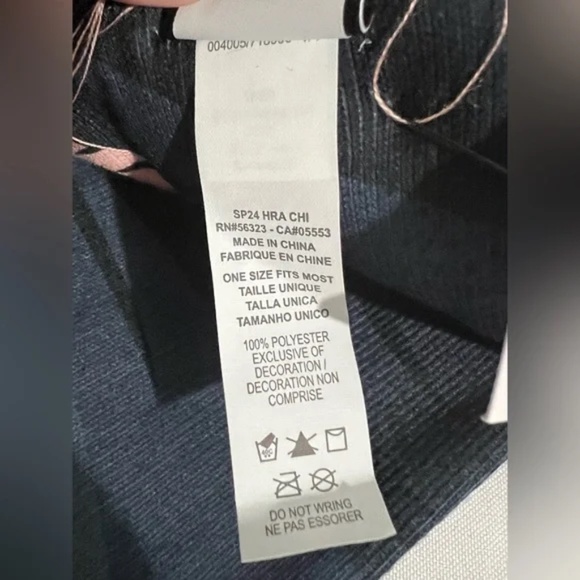 SP24 HRA CHI
RN#56323 - CA#05553
MADE IN CHINA
FABRIQUE EN CHINE
ONE SIZE FITS MOST
TAILLE UNIQUE
TALLA UNICA
TAMANHO UNICO
100% POLYESTER
EXCLUSIVE OF
DECORATION /
DECORATION NON
COMPRISE
DO NOT WRING
NE PAS ESSORER